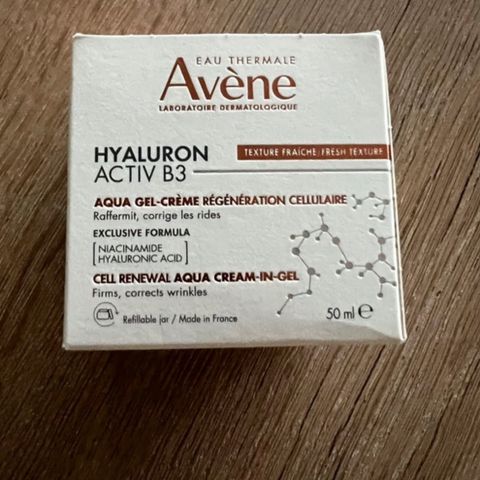 EAU THERMALE
Avène
LABORATOIRE DERMATOLOGIQUE
HYALURON
ACTIV B3
TEXTURE FRAÎCHE/FRESH TEXTURE
AQUA GEL-CRÈME RÉGÉNÉRATION CELLULAIRE
Raffermit, corrige les rides
EXCLUSIVE FORMULA
[NIACINAMIDE
HYALURONIC ACID]
CELL RENEWAL AQUA CREAM-IN-GEL
Firms, corrects wrinkles
Refillable jar / Made in France
50 ml ℮